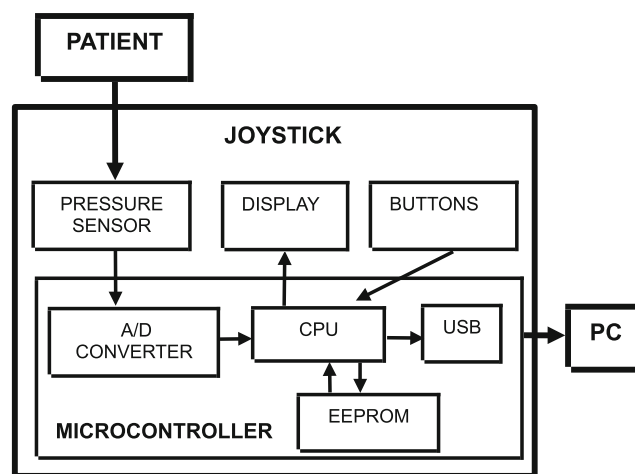 PATIENT
JOYSTICK
PRESSURE
SENSOR
DISPLAY
BUTTONS
A/D
CONVERTER
CPU
USB
PC
EEPROM
MICROCONTROLLER